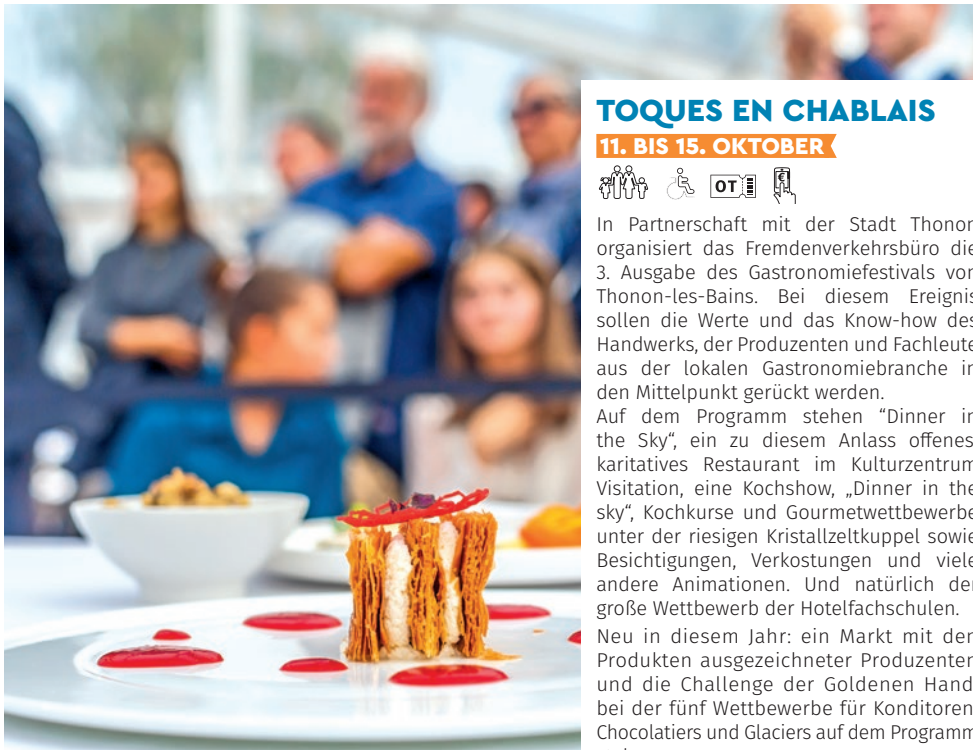 TOQUES EN CHABLAIS
11. BIS 15. OKTOBER
OT
€
In Partnerschaft mit der Stadt Thonon
organisiert das Fremdenverkehrsbüro die
3. Ausgabe des Gastronomiefestivals von
Thonon-les-Bains. Bei diesem Ereignis
sollen die Werte und das Know-how des
Handwerks, der Produzenten und Fachleute
aus der lokalen Gastronomiebranche in
den Mittelpunkt gerückt werden.
Auf dem Programm stehen “Dinner in
the Sky“, ein zu diesem Anlass offenes
karitatives Restaurant im Kulturzentrum
Visitation, eine Kochshow, „Dinner in the
sky“, Kochkurse und Gourmetwettbewerbe
unter der riesigen Kristallzeltkuppel sowie
Besichtigungen, Verkostungen und viele
andere Animationen. Und natürlich der
große Wettbewerb der Hotelfachschulen.
Neu in diesem Jahr: ein Markt mit den
Produkten ausgezeichneter Produzenten
und die Challenge der Goldenen Hand,
bei der fünf Wettbewerbe für Konditoren,
Chocolatiers und Glaciers auf dem Programm